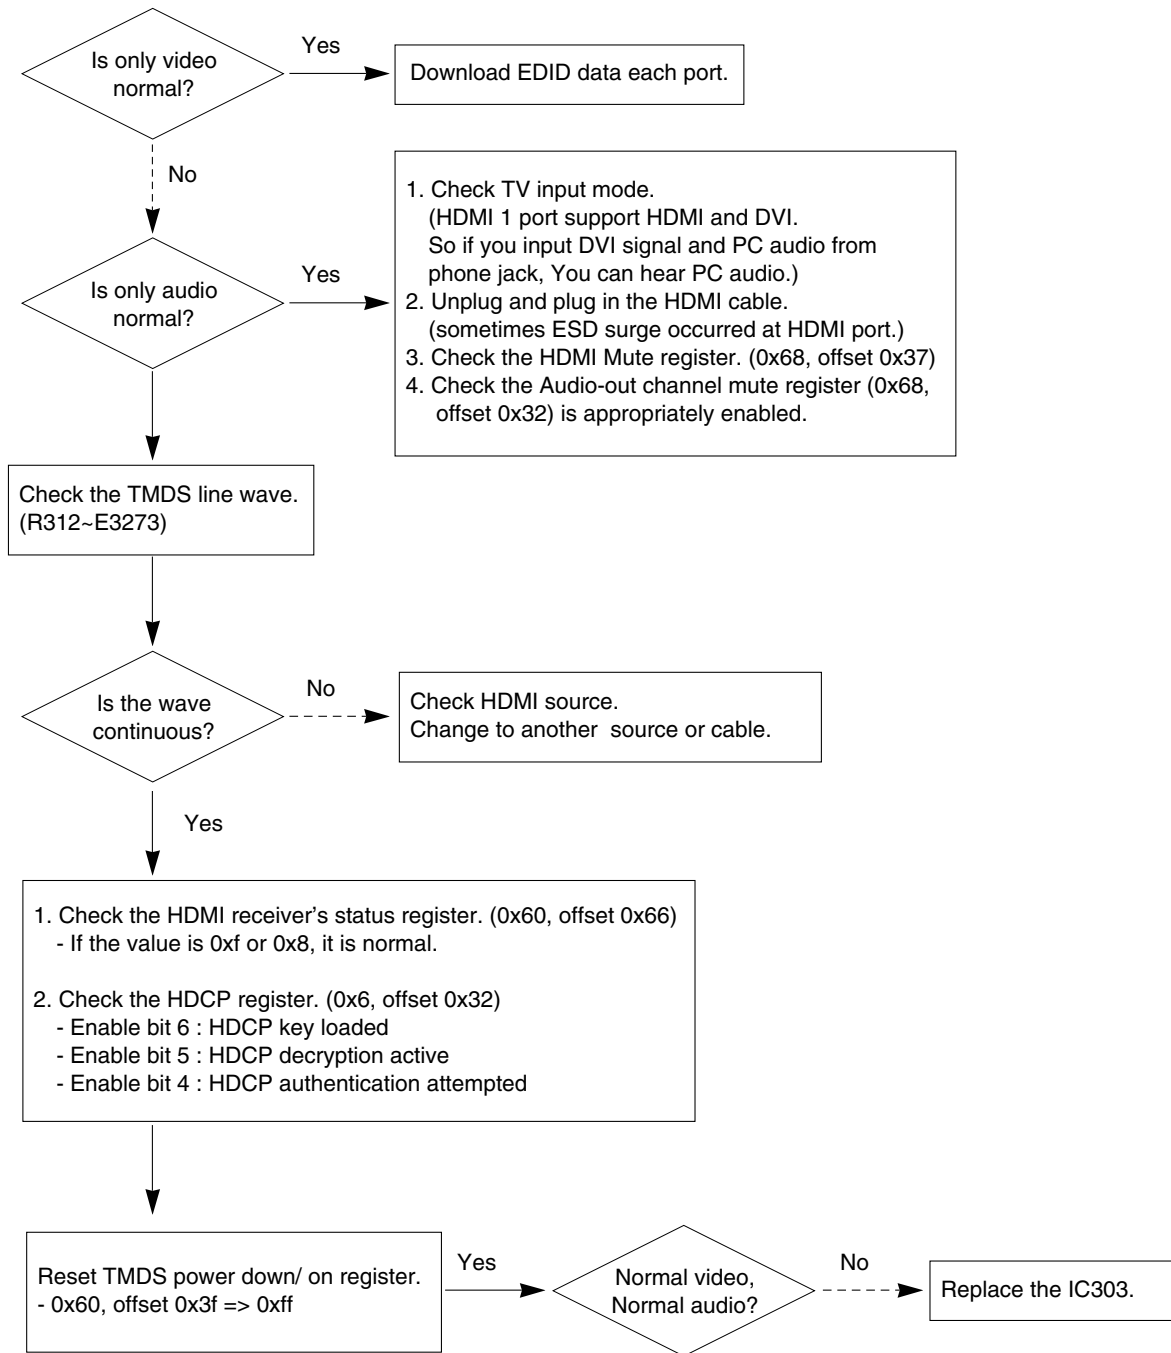 Is only video
normal?
Yes
Download EDID data each port.
No
Is only audio
normal?
Yes
1. Check TV input mode.
(HDMI 1 port support HDMI and DVI.
So if you input DVI signal and PC audio from
phone jack, You can hear PC audio.)
2. Unplug and plug in the HDMI cable.
(sometimes ESD surge occurred at HDMI port.)
3. Check the HDMI Mute register. (0x68, offset 0x37)
4. Check the Audio-out channel mute register (0x68,
offset 0x32) is appropriately enabled.
Check the TMDS line wave.
(R312~E3273)
Is the wave
continuous?
No
Check HDMI source.
Change to another source or cable.
Yes
1. Check the HDMI receiver's status register. (0x60, offset 0x66)
- If the value is 0xf or 0x8, it is normal.
2. Check the HDCP register. (0x6, offset 0x32)
- Enable bit 6 : HDCP key loaded
- Enable bit 5 : HDCP decryption active
- Enable bit 4 : HDCP authentication attempted
Reset TMDS power down/ on register.
- 0x60, offset 0x3f => 0xff
Yes
Normal video,
Normal audio?
No
Replace the IC303.